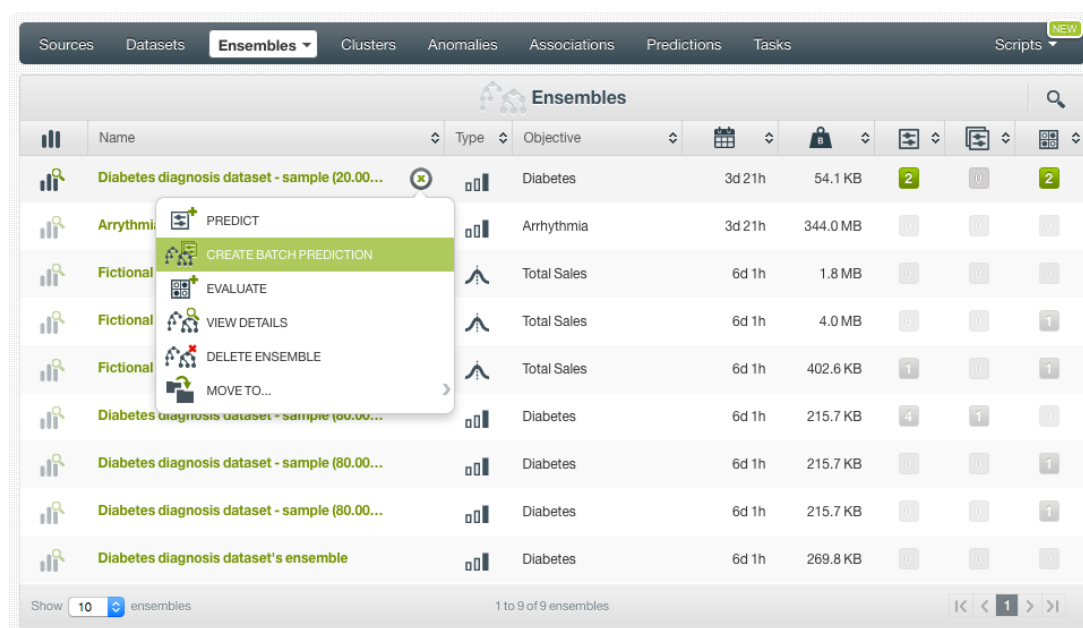 NEW
Sources Datasets Ensembles Clusters Anomalies Associations Predictions Tasks Scripts
Ensembles
Name Type Objective
Diabetes diagnosis dataset - sample (20.00... Diabetes 3d 21h 54.1 KB 2 0 2
Arrythmi Arrhythmia 3d 21h 344.0 MB 0 0 0
PREDICT
CREATE BATCH PREDICTION
Fictional Total Sales 6d 1h 1.8 MB 0 0 0
EVALUATE
Fictional Total Sales 6d 1h 4.0 MB 0 0 1
VIEW DETAILS
DELETE ENSEMBLE
Fictional Total Sales 6d 1h 402.6 KB 1 0 1
MOVE TO...
Diabetes diagnosis dataset - sample (80.00... Diabetes 6d 1h 215.7 KB 4 1
Diabetes diagnosis dataset - sample (80.00... Diabetes 6d 1h 215.7 KB 0 0 1
Diabetes diagnosis dataset - sample (80.00... Diabetes 6d 1h 215.7 KB 0 0 1
Diabetes diagnosis dataset's ensemble Diabetes 6d 1h 269.8 KB 0 0 0
Show 10 ensembles 1 to 9 of 9 ensembles 1